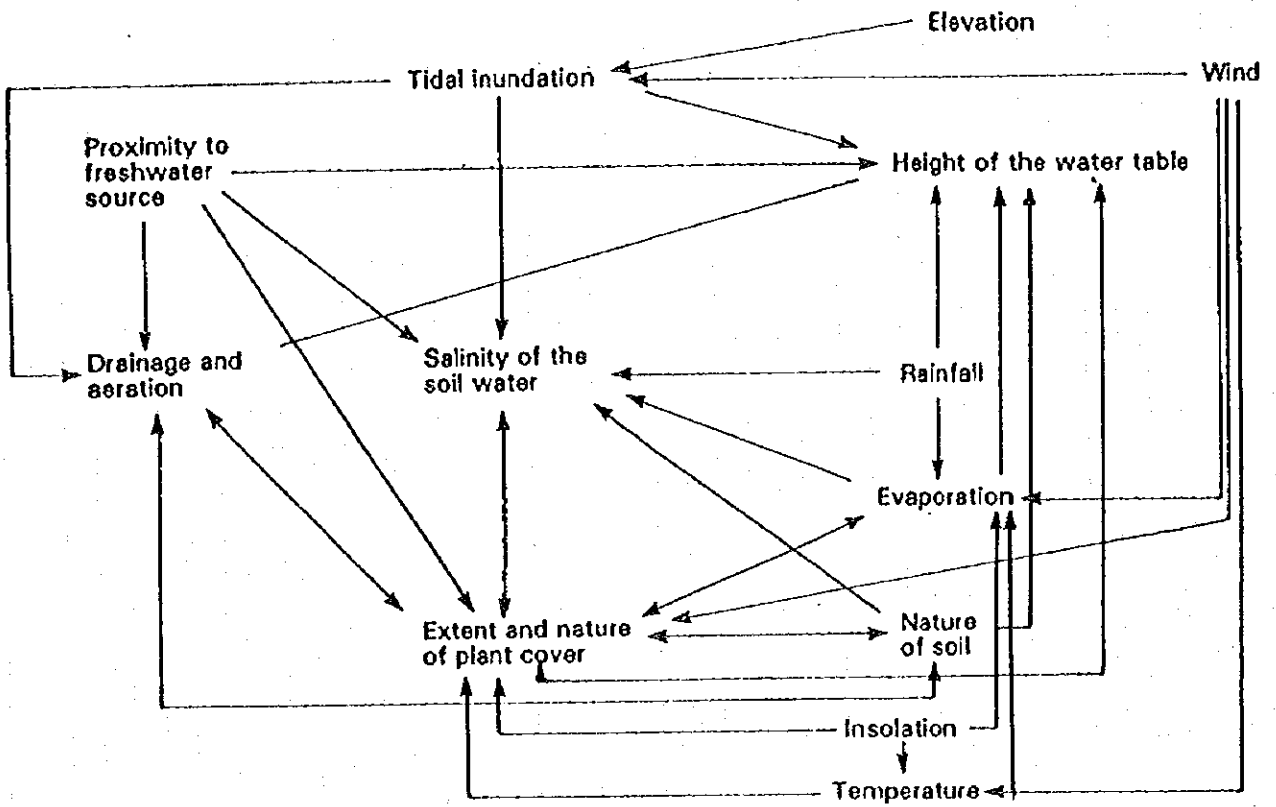 Elevation
Tidal inundation
Wind
Proximity to
freshwater
source
Height of the water table
Drainage and
aeration
Salinity of the
soil water
Rainfall
Evaporation
Extent and nature
of plant cover
Nature
of soil
Insolation
Temperature